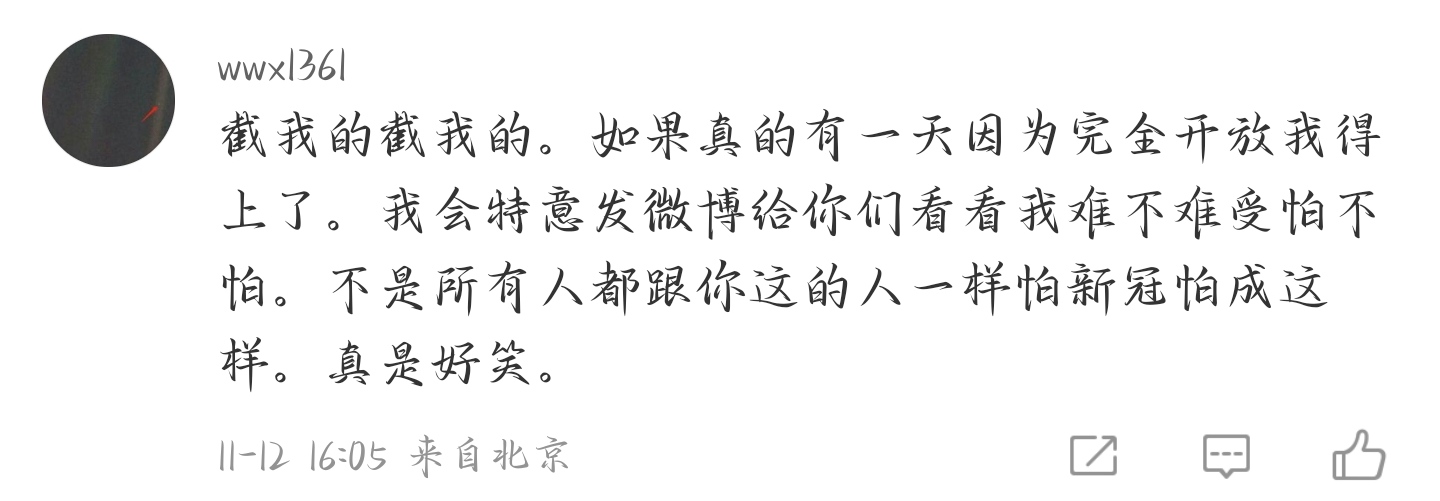 wwx1361
截我的截我的。如果真的有一天因为完全开放我得
上了。我会特意发微博给你们看看我难不难受怕不
怕。不是所有人都跟你这的人一样怕新冠怕成这
样。真是好笑。
11-12 16:05 来自北京